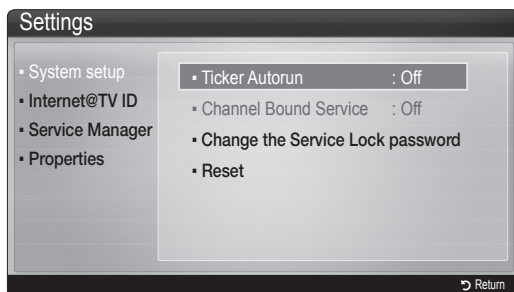 Settings
▪ System setup
▪ Internet@TV ID
▪ Service Manager
▪ Properties
▪ Ticker Autorun : Off
▪ Channel Bound Service : Off
▪ Change the Service Lock password
▪ Reset
Return